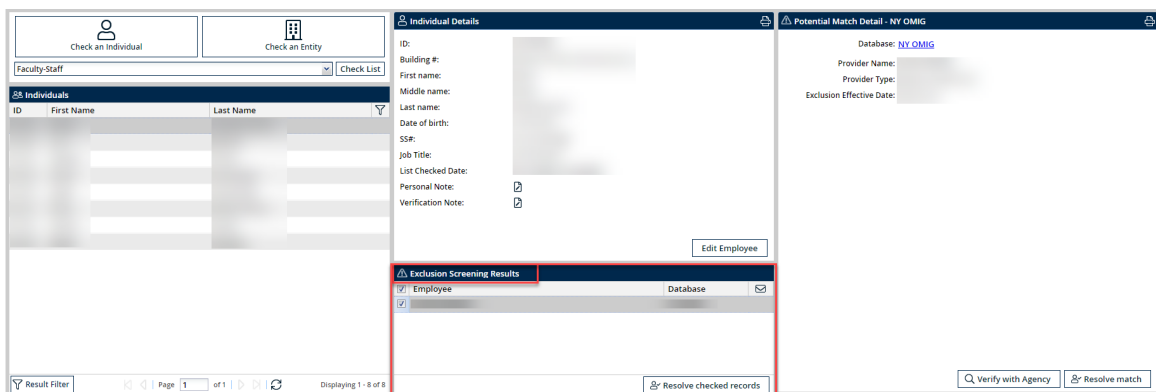 Check an Individual
Check an Entity
Faculty-Staff
Check List
Individuals
ID First Name Last Name
Result Filter
Page 1 of 1
Displaying 1 - 8 of 8
Individual Details
ID:
Building #:
First name:
Middle name:
Last name:
Date of birth:
SS#:
Job Title:
List Checked Date:
Personal Note:
Verification Note:
Edit Employee
Exclusion Screening Results
Employee Database
Resolve checked records
Potential Match Detail - NY OMIG
Database: NY OMIG
Provider Name:
Provider Type:
Exclusion Effective Date:
Verify with Agency
Resolve match